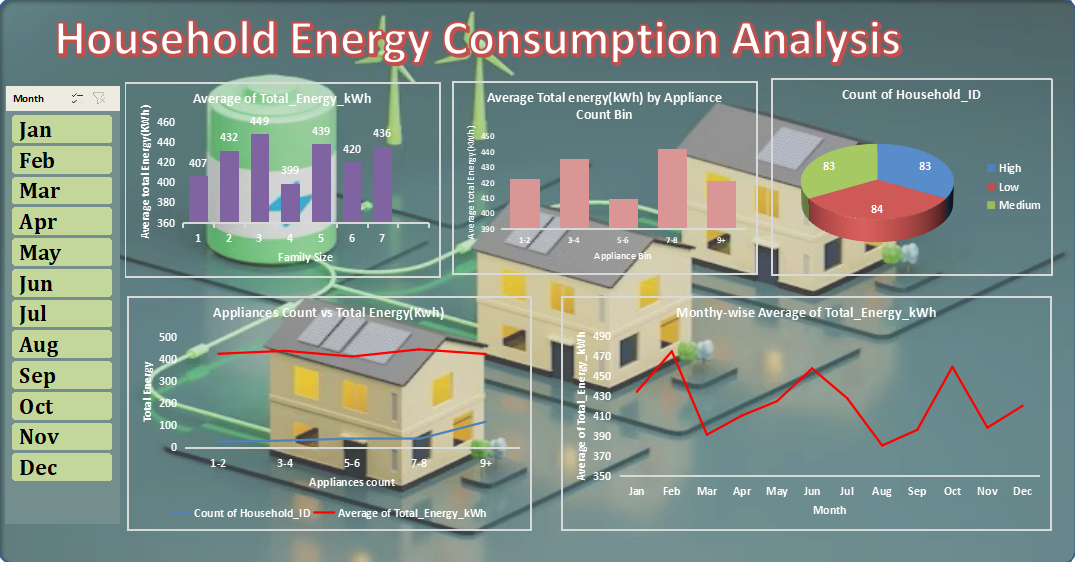 Household Energy Consumption Analysis
Month
Jan
Feb
Mar
Apr
May
Jun
Jul
Aug
Sep
Oct
Nov
Dec
Average of Total_Energy_kWh
Average total Energy(KWh)
460
440
420
400
380
360
407
432
449
399
439
420
436
1 2 3 4 5 6 7
Family Size
Average Total energy(kWh) by Appliance
Count Bin
Average total Energy(KWh)
450
440
430
420
410
400
390
1-2 3-4 5-6 7-8 9+
Appliance Bin
Count of Household_ID
83
83
84
High
Low
Medium
Appliances Count vs Total Energy(Kwh)
Total Energy
500
400
300
200
100
0
1-2 3-4 5-6 7-8 9+
Appliances count
Count of Household_ID Average of Total_Energy_kWh
Monthy-wise Average of Total_Energy_kWh
Average of Total_Energy_kWh
490
470
450
430
410
390
370
350
Jan Feb Mar Apr May Jun Jul Aug Sep Oct Nov Dec
Month